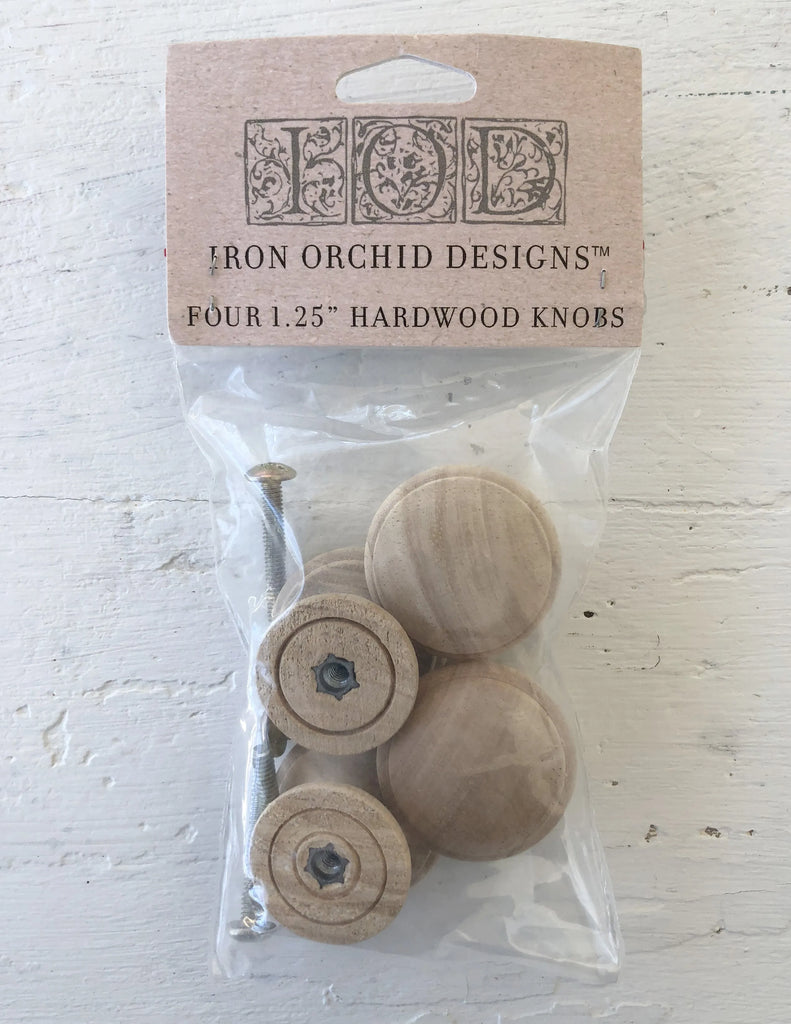 IOD
IRON ORCHID DESIGNS™
FOUR 1.25” HARDWOOD KNOBS